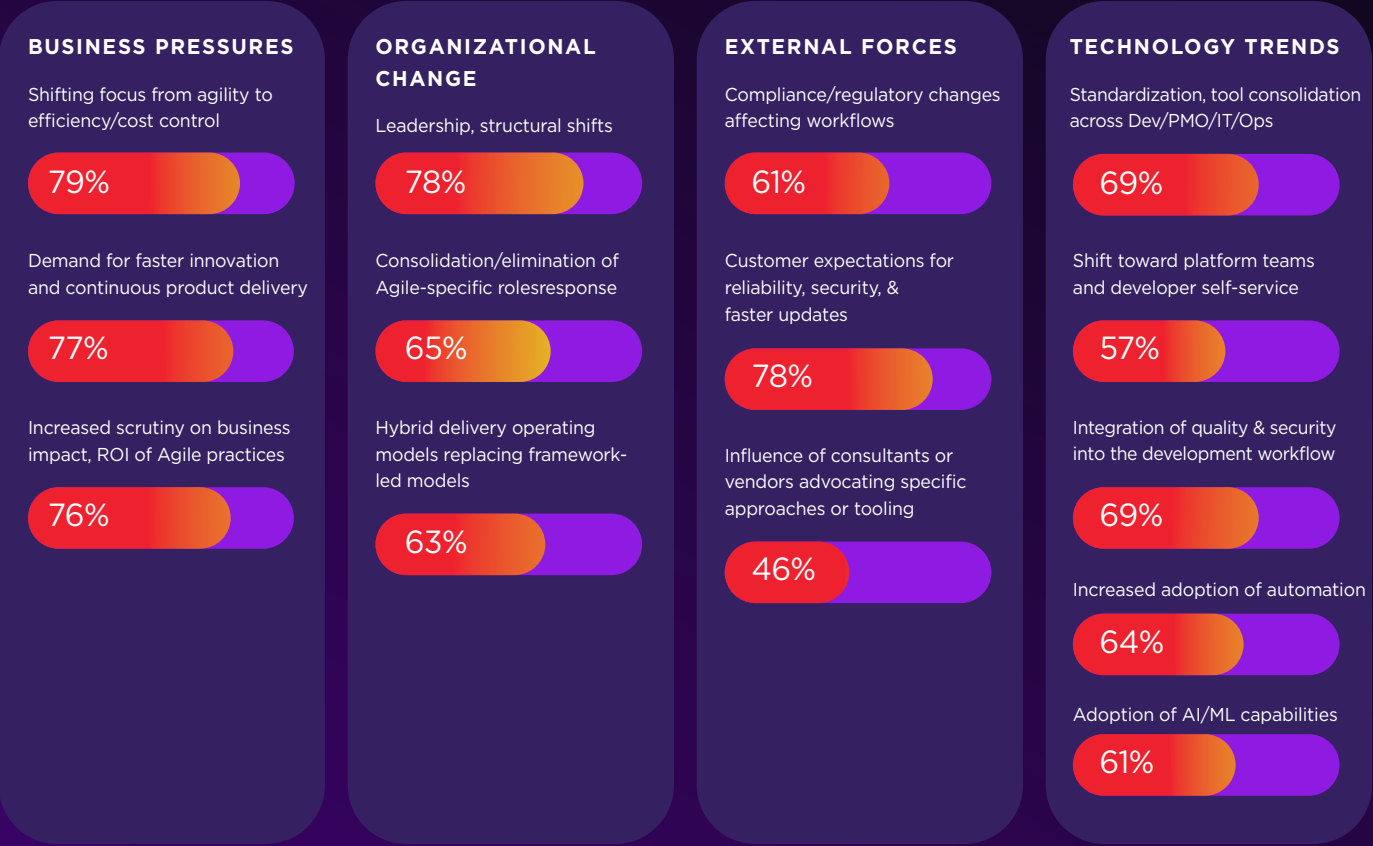 BUSINESS PRESSURES
Shifting focus from agility to
efficiency/cost control
79%
Demand for faster innovation
and continuous product delivery
77%
Increased scrutiny on business
impact, ROI of Agile practices
76%
ORGANIZATIONAL
CHANGE
Leadership, structural shifts
78%
Consolidation/elimination of
Agile-specific rolesresponse
65%
Hybrid delivery operating
models replacing framework-
led models
63%
EXTERNAL FORCES
Compliance/regulatory changes
affecting workflows
61%
Customer expectations for
reliability, security, &
faster updates
78%
Influence of consultants or
vendors advocating specific
approaches or tooling
46%
TECHNOLOGY TRENDS
Standardization, tool consolidation
across Dev/PMO/IT/Ops
69%
Shift toward platform teams
and developer self-service
57%
Integration of quality & security
into the development workflow
69%
Increased adoption of automation
64%
Adoption of AI/ML capabilities
61%